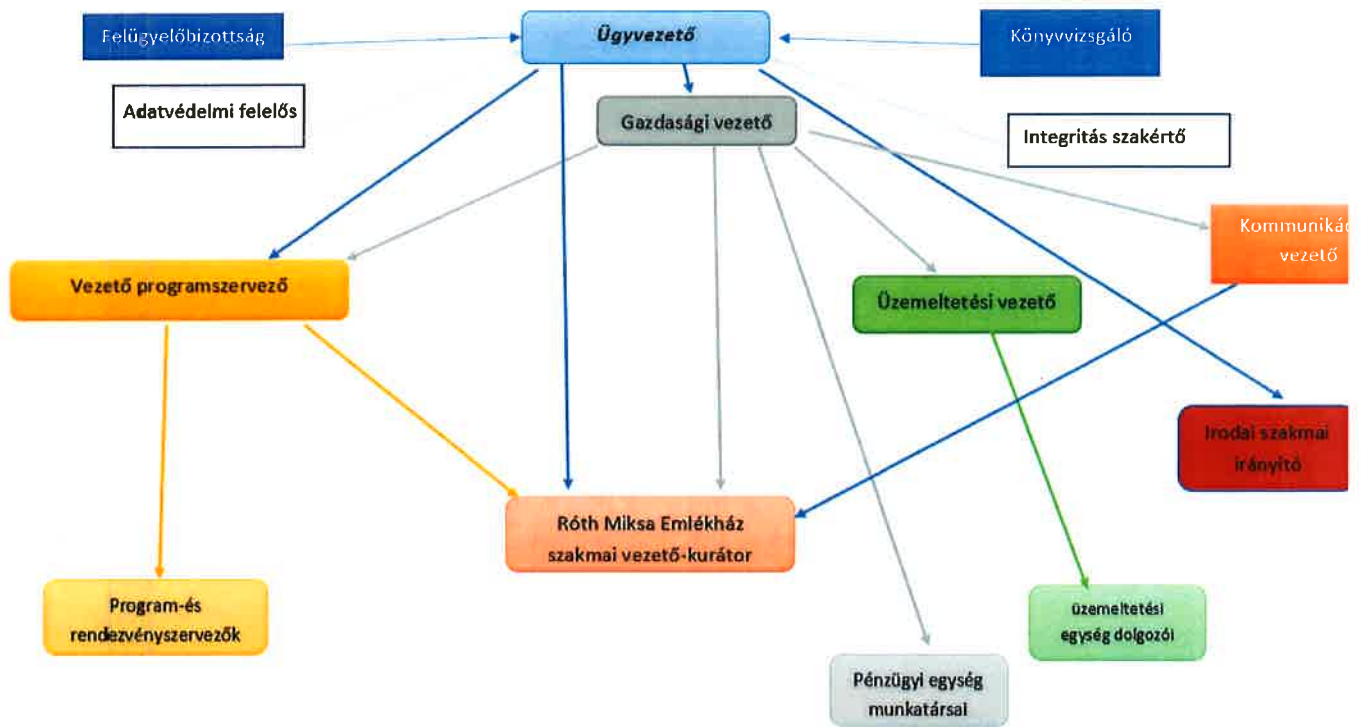 Felügyelőbizottság
Ügyvezető
Könyvvizsgáló
Adatvédelmi felelős
Gazdasági vezető
Integritás szakértő
Kommunikác
vezető
Vezető programszervező
Üzemeltetési vezető
Irodai szakmai
irányító
Róth Miksa Emlékház
szakmai vezető-kurátor
Program-és
rendezvényszervezők
üzemeltetési
egység dolgozói
Pénzügyi egység
munkatársai